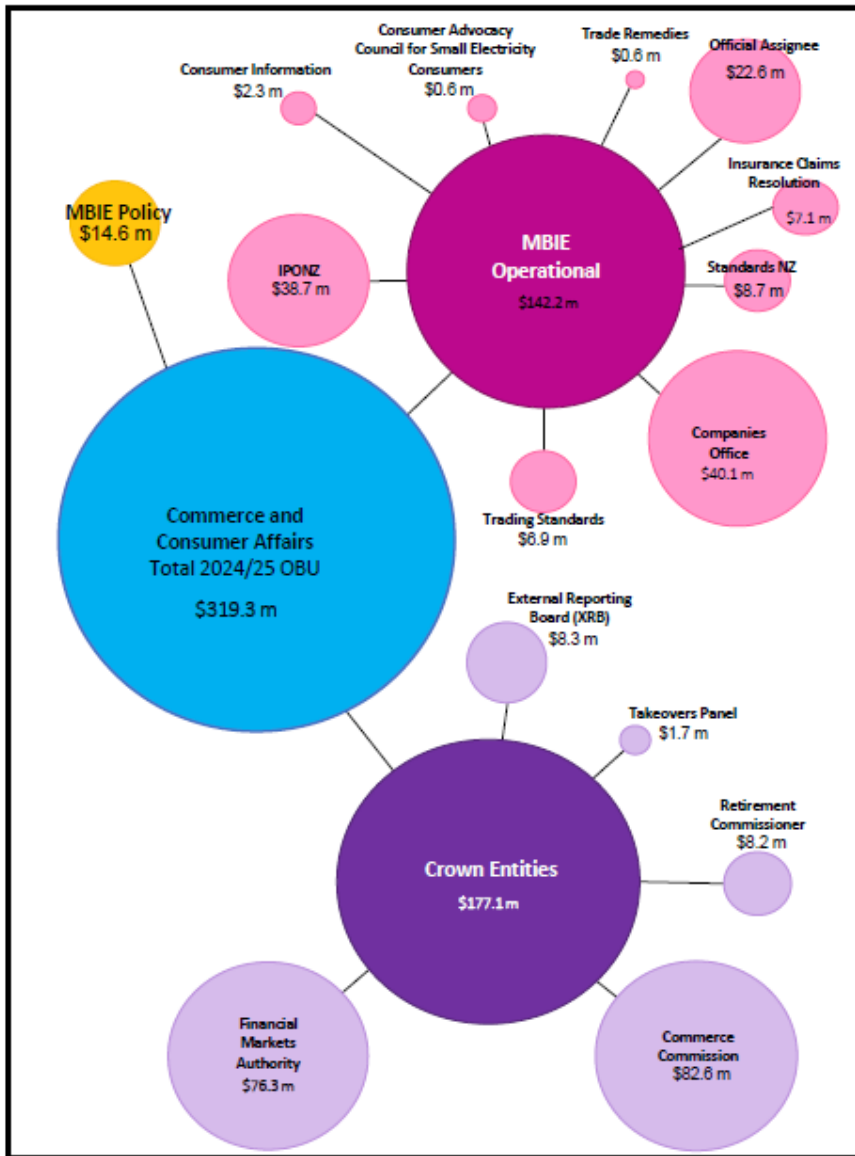 Consumer Advocacy
Council for Small Electricity
Consumers
$0.6 m
Trade Remedies
$0.6 m
Official Assignee
$22.6 m
Consumer Information
$2.3 m
Insurance Claims
Resolution
$7.1 m
MBIE Policy
$14.6 m
IPONZ
$38.7 m
MBIE
Operational
$142.2 m
Standards NZ
$8.7 m
Companies
Office
$40.1 m
Trading Standards
$6.9 m
Commerce and
Consumer Affairs
Total 2024/25 OBU
$319.3 m
External Reporting
Board (XRB)
$8.3 m
Takeovers Panel
$1.7 m
Retirement
Commissioner
$8.2 m
Crown Entities
$177.1 m
Financial
Markets
Authority
$76.3 m
Commerce
Commission
$82.6 m